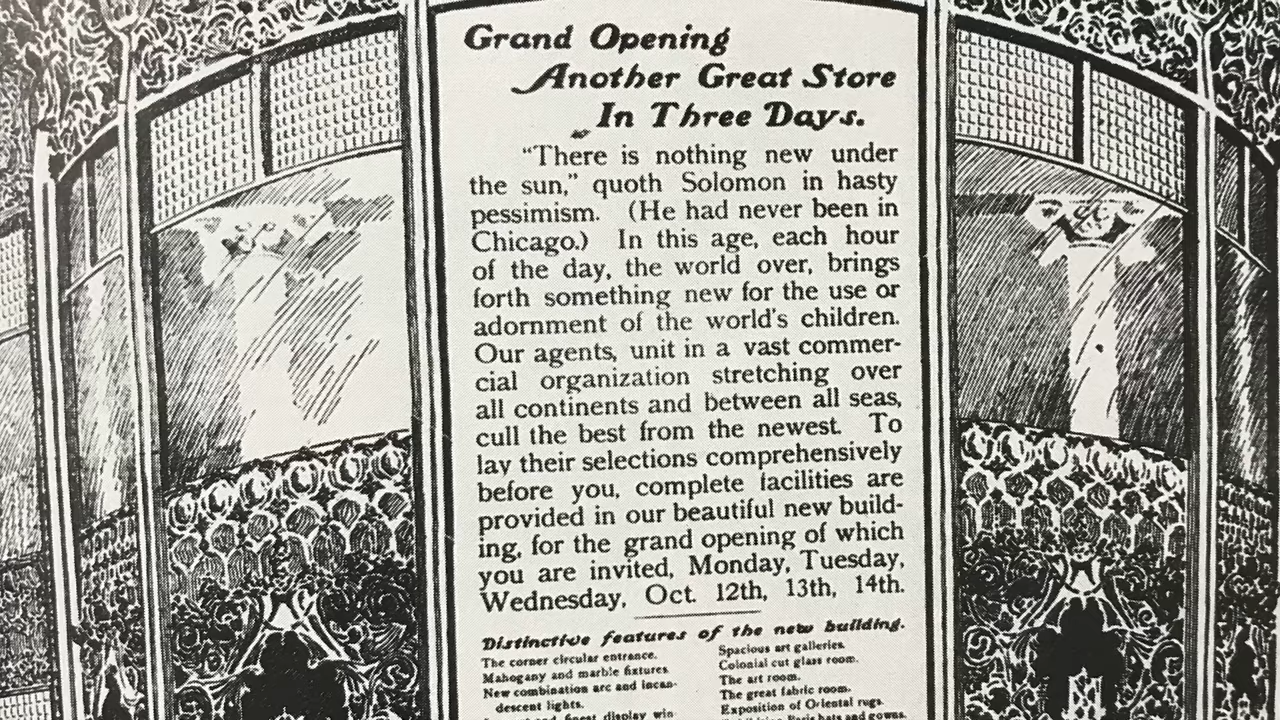 Grand Opening
Another Great Store
In Three Days.
"There is nothing new under
the sun," quoth Solomon in hasty
pessimism. (He had never been in
Chicago.) In this age, each hour
of the day, the world over, brings
forth something new for the use or
adornment of the world's children.
Our agents, unit in a vast commer-
cial organization stretching over
all continents and between all seas,
cull the best from the newest. To
lay their selections comprehensively
before you, complete facilities are
provided in our beautiful new build-
ing, for the grand opening of which
you are invited, Monday, Tuesday,
Wednesday, Oct. 12th, 13th, 14th.
Distinctive features of the new building.
The corner circular entrance.
Mahogany and marble fixtures.
New combination arc and incan-
descent lights.
finest display win-
Spacious art galleries.
Colonial cut glass room.
The art room.
The great fabric room.
Exposition of Oriental rugs.
Paris hats and gowns.